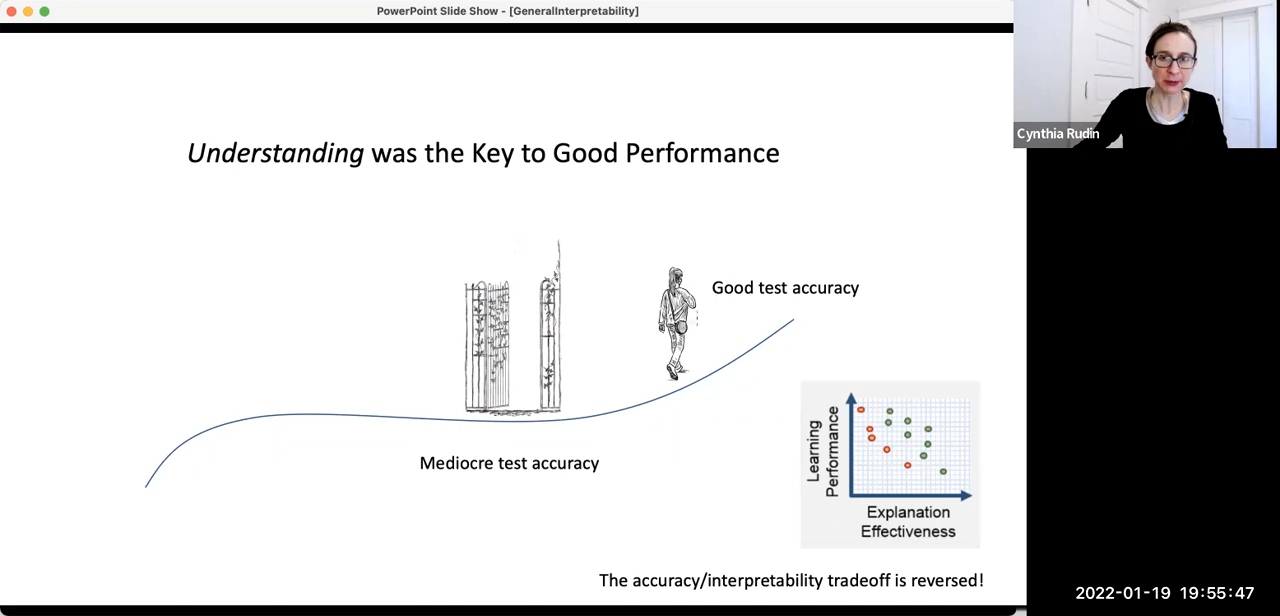 PowerPoint Slide Show - [GeneralInterpretability]
Cynthia Rudin
Understanding was the Key to Good Performance
Good test accuracy
Mediocre test accuracy
Learning
Performance
Explanation
Effectiveness
The accuracy/interpretability tradeoff is reversed!
2022-01-19 19:55:47